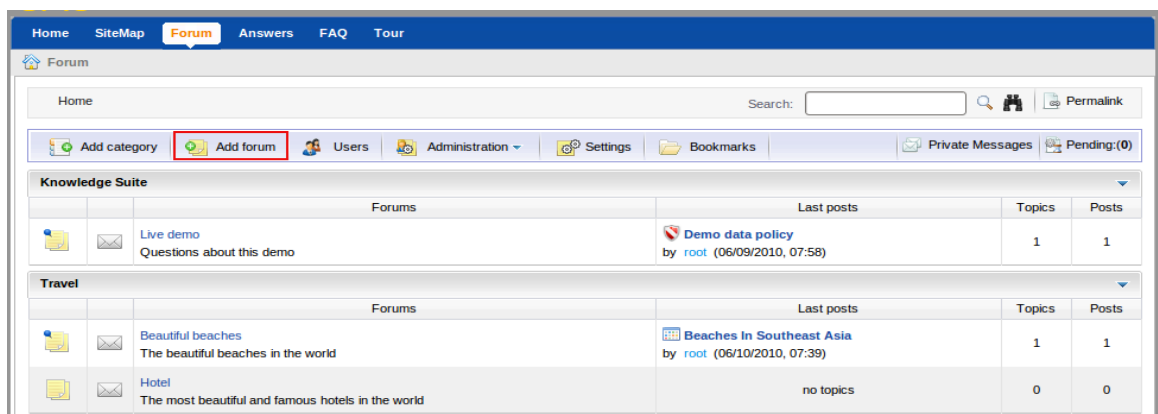 Home SiteMap Forum Answers FAQ Tour
Forum
Home Search: Permalink
Add category Add forum Users Administration Settings Bookmarks Private Messages Pending:(0)
Knowledge Suite
Forums Last posts Topics Posts
Live demo Demo data policy 1 1
Questions about this demo by root (06/09/2010, 07:58)
Travel
Forums Last posts Topics Posts
Beautiful beaches Beaches In Southeast Asia 1 1
The beautiful beaches in the world by root (06/10/2010, 07:39)
Hotel no topics 0 0
The most beautiful and famous hotels in the world